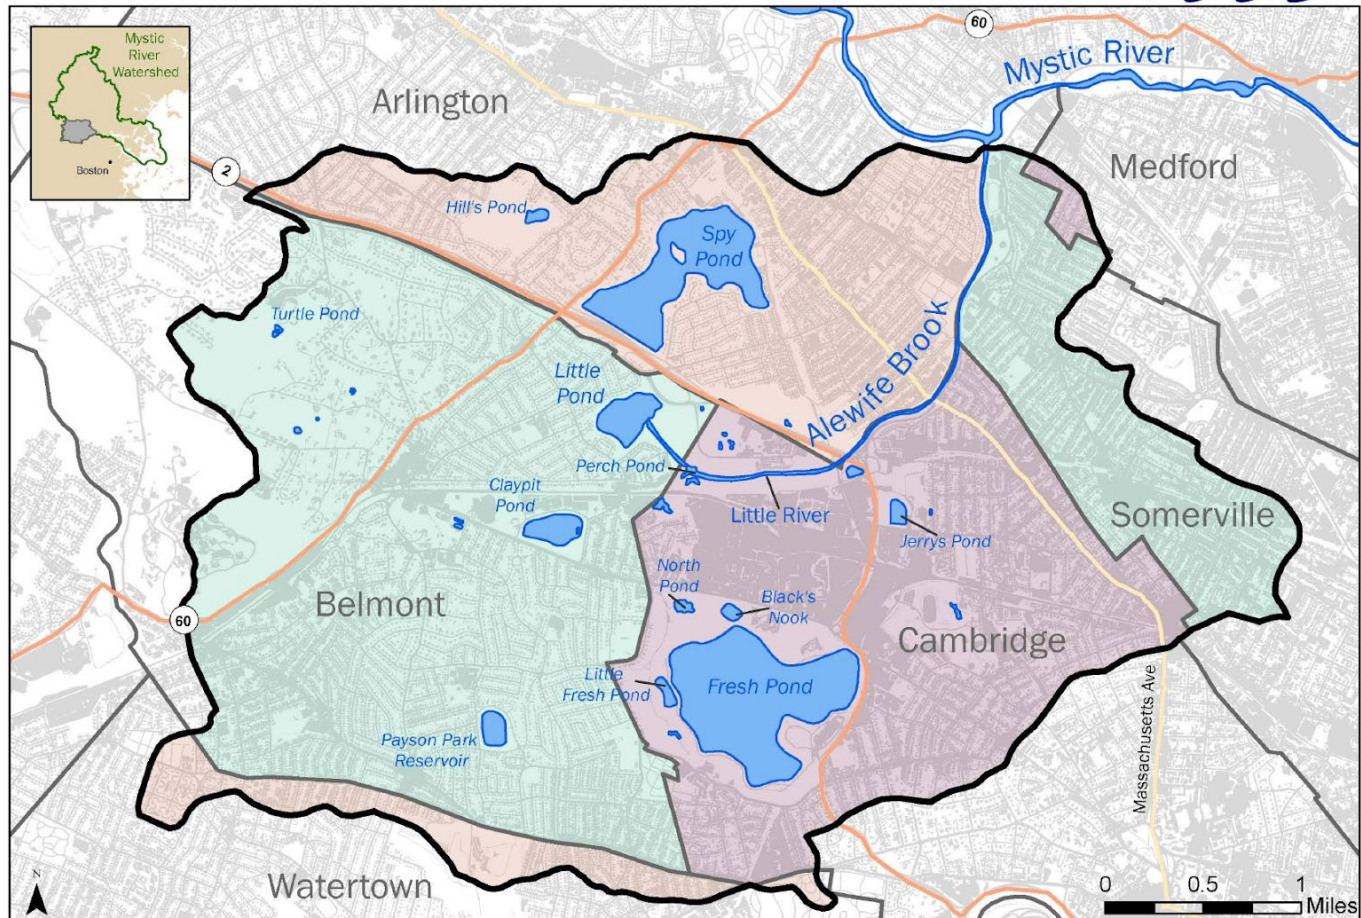 Mystic
River
Watershed
Boston
60
Mystic River
Arlington
2
Medford
Hill's Pond
Spy
Pond
Turtle Pond
Alewife Brook
Little
Pond
Perch Pond
Claypit
Pond
Little River
Somerville
Jerrys Pond
North
Pond
Black's
Nook
Belmont
60
Cambridge
Little
Fresh Pond
Fresh Pond
Payson Park
Reservoir
Massachusetts Ave
Watertown
N
0 0.5 1
Miles